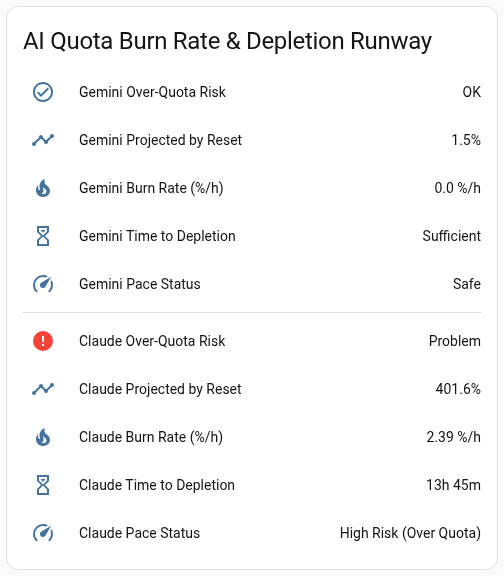 AI Quota Burn Rate & Depletion Runway
Gemini Over-Quota Risk OK
Gemini Projected by Reset 1.5%
Gemini Burn Rate (%/h) 0.0 %/h
Gemini Time to Depletion Sufficient
Gemini Pace Status Safe
Claude Over-Quota Risk Problem
Claude Projected by Reset 401.6%
Claude Burn Rate (%/h) 2.39 %/h
Claude Time to Depletion 13h 45m
Claude Pace Status High Risk (Over Quota)